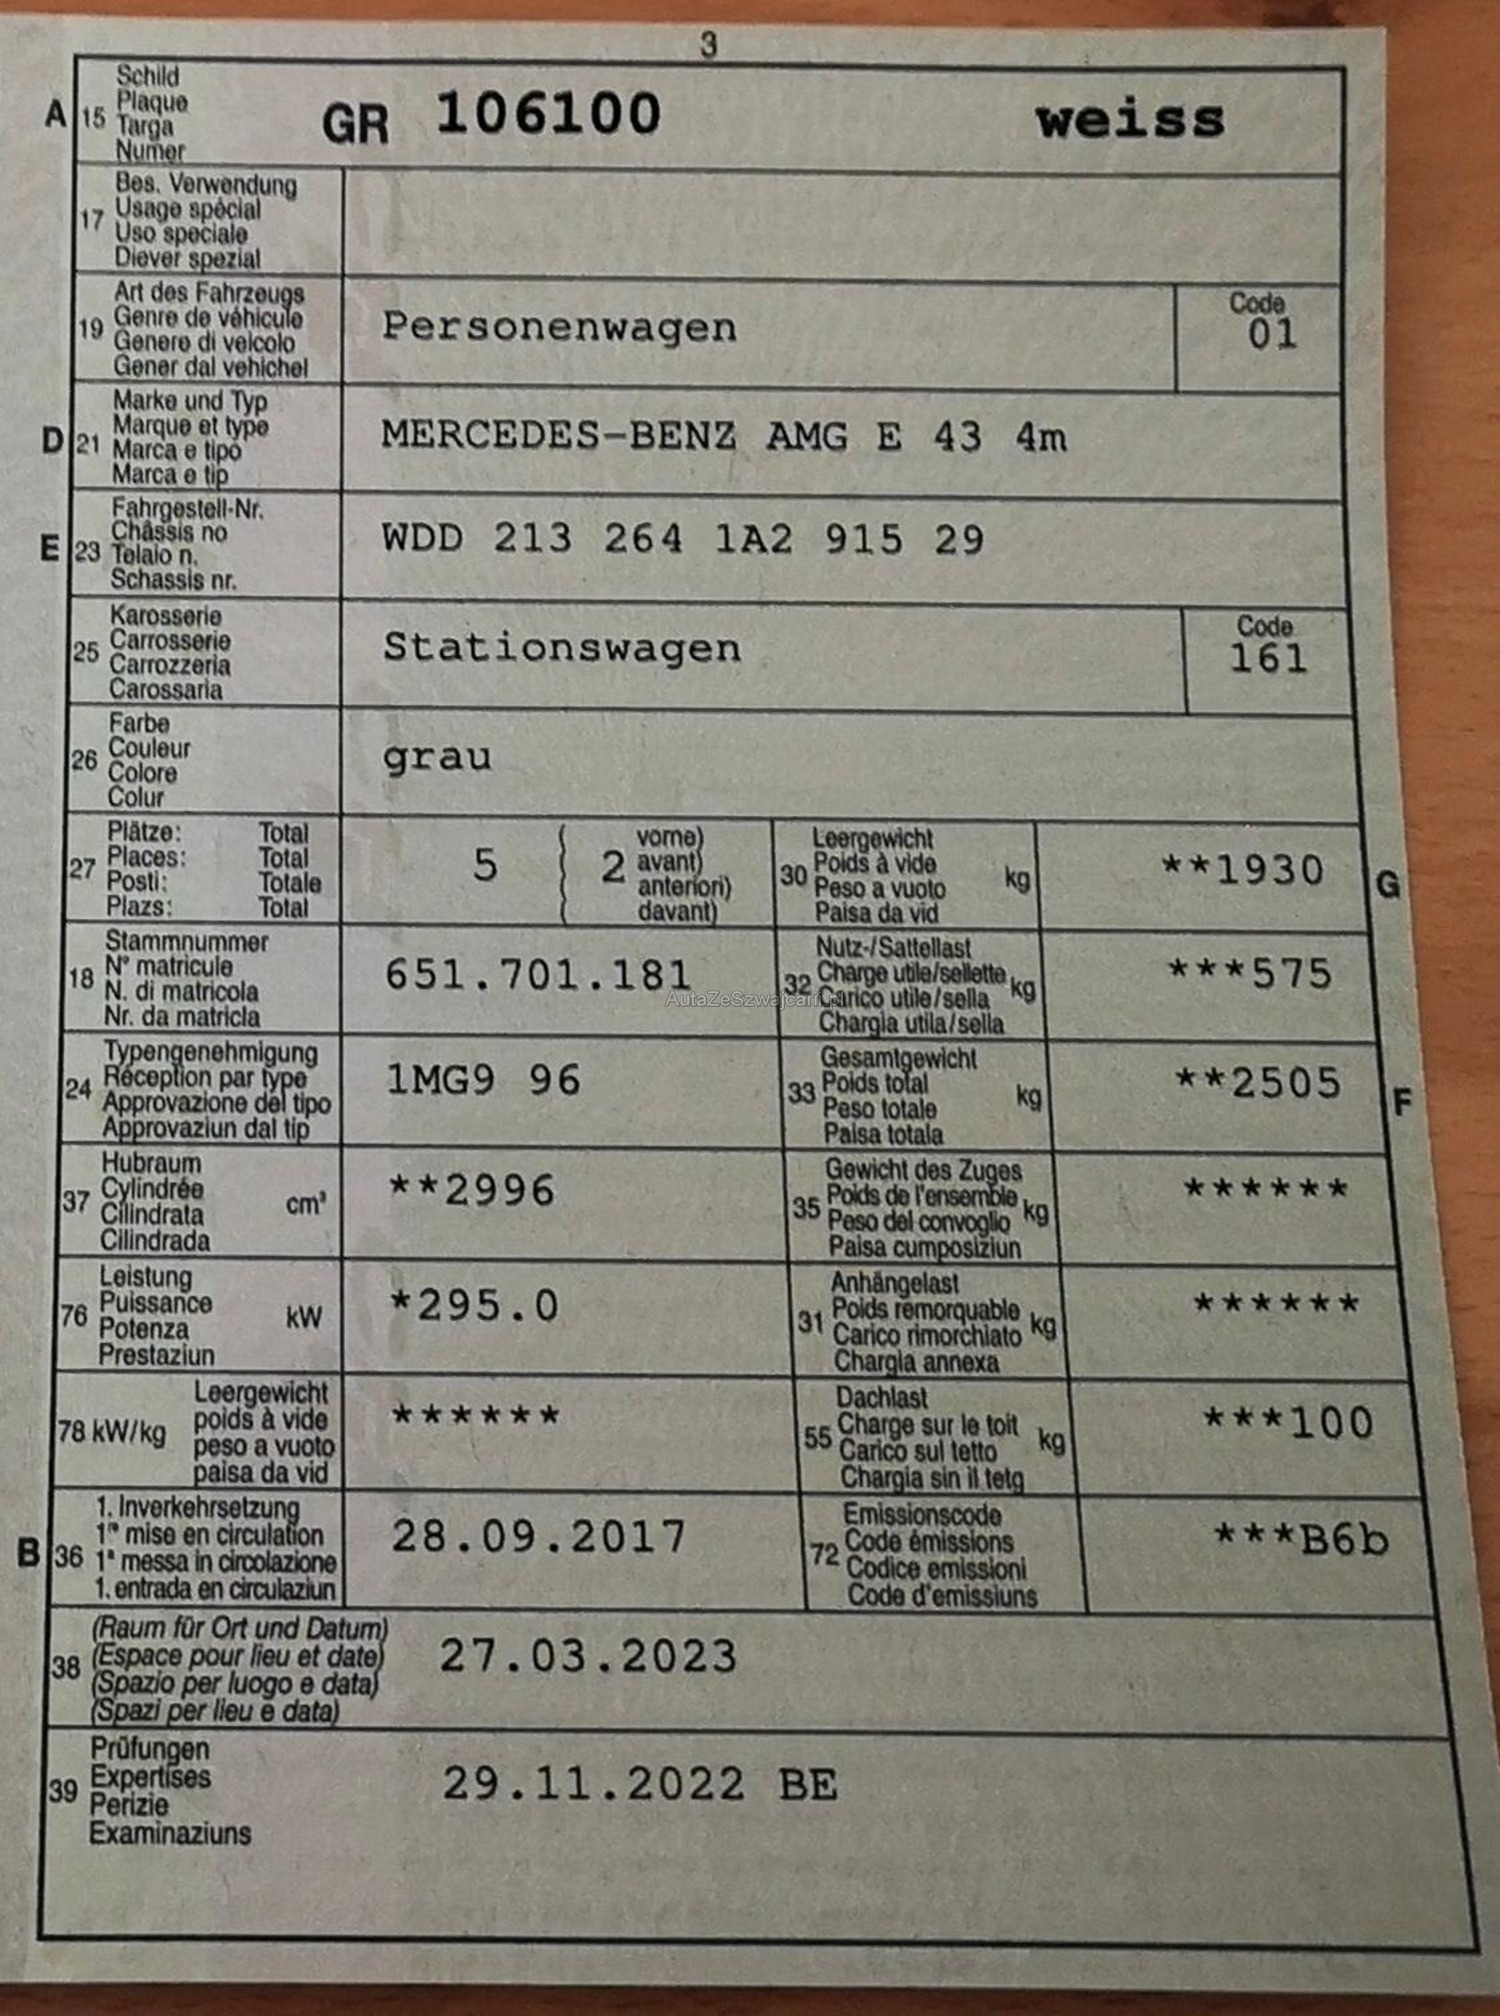 3
A 15 Schild
Plaque
Targa
Numer
GR 106100 weiss
17 Bes. Verwendung
Usage spécial
Uso speciale
Diever spezial
19 Art des Fahrzeugs
Genre de véhicule
Genere di veicolo
Gener dal vehichel
Personenwagen
Code
01
D 21 Marke und Typ
Marque et type
Marca e tipo
Marca e tip
MERCEDES-BENZ AMG E 43 4m
E 23 Fahrgestell-Nr.
Châssis no
Telaio n.
Schassis nr.
WDD 213 264 1A2 915 29
25 Karosserie
Carrosserie
Carrozzeria
Carossaria
Stationswagen
Code
161
26 Farbe
Couleur
Colore
Colur
grau
27 Plätze: Total
Places: Total
Posti: Totale
Plazs: Total
5 ( 2 vorne)
avant)
anteriori)
davant)
30 Leergewicht
Poids à vide
Peso a vuoto
Paisa da vid
kg
**1930
G
18 Stammnummer
N° matricule
N. di matricola
Nr. da matricla
651.701.181
32 Nutz-/Sattellast
Charge utile/sellette
Carico utile/sella
Chargia utila/sella
kg
***575
24 Typengenehmigung
Réception par type
Approvazione del tipo
Approvaziun dal tip
1MG9 96
33 Gesamtgewicht
Poids total
Peso totale
Paisa totala
kg
**2505
F
37 Hubraum
Cylindrée
Cilindrata
Cilindrada
cm³
**2996
35 Gewicht des Zuges
Poids de l'ensemble
Peso del convoglio
Paisa cumposiziun
kg
******
76 Leistung
Puissance
Potenza
Prestaziun
kW
*295.0
31 Anhängelast
Poids remorquable
Carico rimorchiato
Chargia annexa
kg
******
78 kW/kg Leergewicht
poids à vide
peso a vuoto
paisa da vid
******
55 Dachlast
Charge sur le toit
Carico sul tetto
Chargia sin il tetg
kg
***100
B 36 1. Inverkehrsetzung
1re mise en circulation
1a messa in circolazione
1. entrada en circulaziun
28.09.2017
72 Emissionscode
Code émissions
Codice emissioni
Code d'emissiuns
***B6b
38 (Raum für Ort und Datum)
(Espace pour lieu et date)
(Spazio per luogo e data)
(Spazi per lieu e data)
27.03.2023
39 Prüfungen
Expertises
Perizie
Examinaziuns
29.11.2022 BE